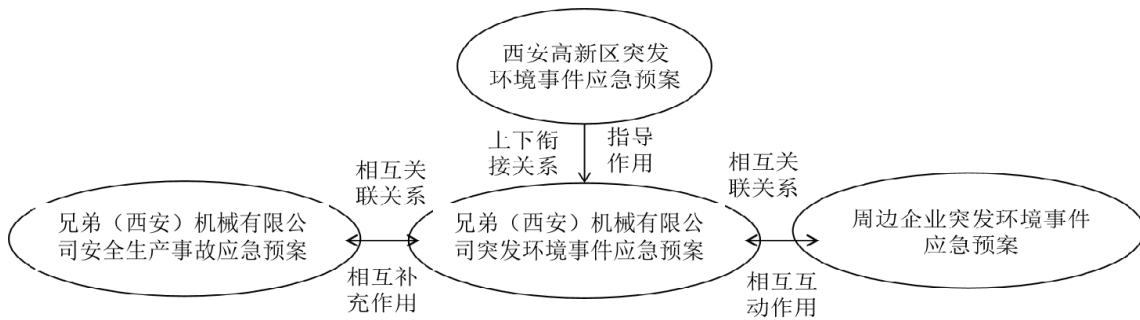 西安高新区突发
环境事件应急预案
上下衔
接关系
指导
作用
相互关
联关系
相互关
联关系
兄弟（西安）机械有限公
司安全生产事故应急预案
兄弟（西安）机械有限公
司突发环境事件应急预案
周边企业突发环境事件
应急预案
相互补
充作用
相互互
动作用